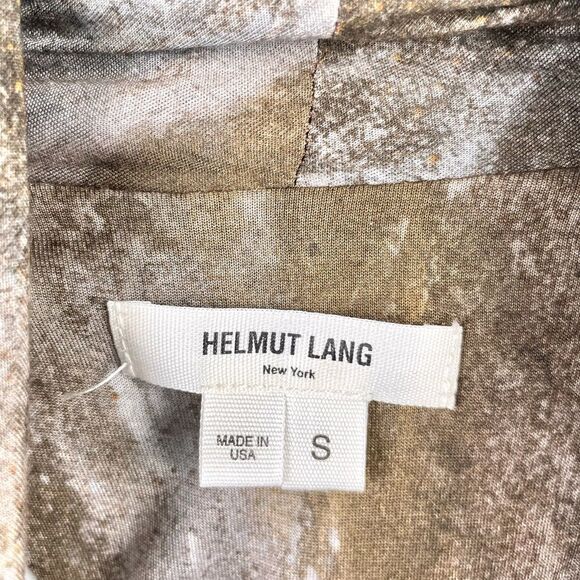 HELMUT LANG
New York
MADE IN
USA
S